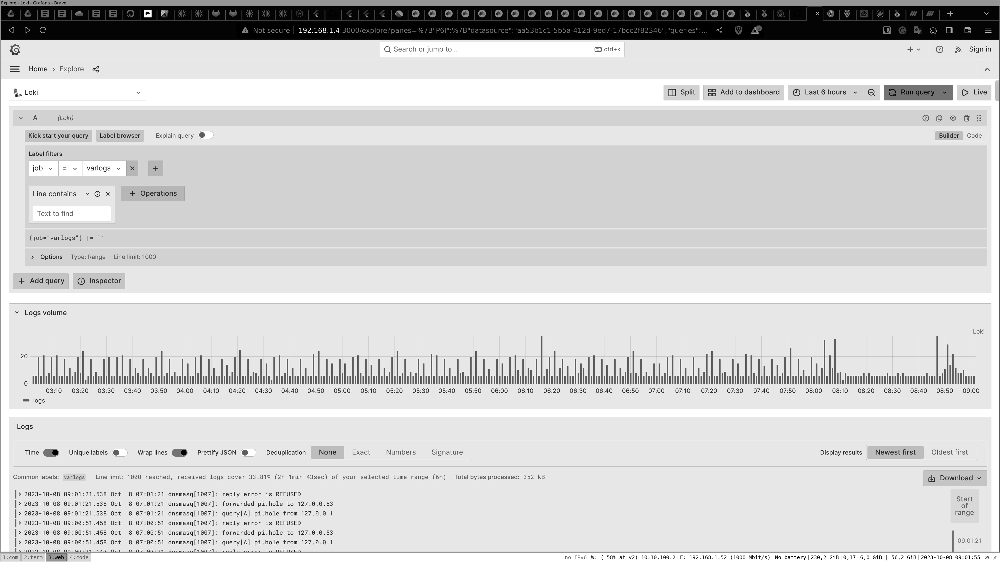 Explore - Loki - Grafana - Brave
Not secure 192.168.1.4:3000/explore?panes=%7B"P6I":%7B"datasource":"aa53b1c1-5b5a-412d-9ed7-17bcc2f82346","queries":... 5
Search or jump to... ctrl+k Sign in
Home › Explore
Loki Split Add to dashboard Last 6 hours Run query Live
A (Loki)
Kick start your query Label browser Explain query Builder Code
Label filters
job = varlogs
Line contains + Operations
Text to find
{job="varlogs"} |= ``
Options Type: Range Line limit: 1000
+ Add query Inspector
Logs volume
Loki
20
0
03:10 03:20 03:30 03:40 03:50 04:00 04:10 04:20 04:30 04:40 04:50 05:00 05:10 05:20 05:30 05:40 05:50 06:00 06:10 06:20 06:30 06:40 06:50 07:00 07:10 07:20 07:30 07:40 07:50 08:00 08:10 08:20 08:30 08:40 08:50 09:00
logs
Logs
Time Unique labels Wrap lines Prettify JSON Deduplication None Exact Numbers Signature Display results Newest first Oldest first
Common labels: varlogs Line limit: 1000 reached, received logs cover 33.81% (2h 1min 43sec) of your selected time range (6h) Total bytes processed: 352 kB Download
2023-10-08 09:01:21.538 Oct  8 07:01:21 dnsmasq[1007]: reply error is REFUSED
2023-10-08 09:01:21.538 Oct  8 07:01:21 dnsmasq[1007]: forwarded pi.hole to 127.0.0.53
2023-10-08 09:01:21.538 Oct  8 07:01:21 dnsmasq[1007]: query[A] pi.hole from 127.0.0.1
2023-10-08 09:00:51.458 Oct  8 07:00:51 dnsmasq[1007]: reply error is REFUSED
2023-10-08 09:00:51.458 Oct  8 07:00:51 dnsmasq[1007]: forwarded pi.hole to 127.0.0.53
2023-10-08 09:00:51.458 Oct  8 07:00:51 dnsmasq[1007]: query[A] pi.hole from 127.0.0.1
Start
of
range
09:01:21
—
1:com 2:term 3:web 4:code no IPv6|W: ( 58% at v2) 10.10.100.2|E: 192.168.1.52 (1000 Mbit/s)|No battery|230,2 GiB|0,17|6,0 GiB | 56,2 GiB|2023-10-08 09:01:55 SV